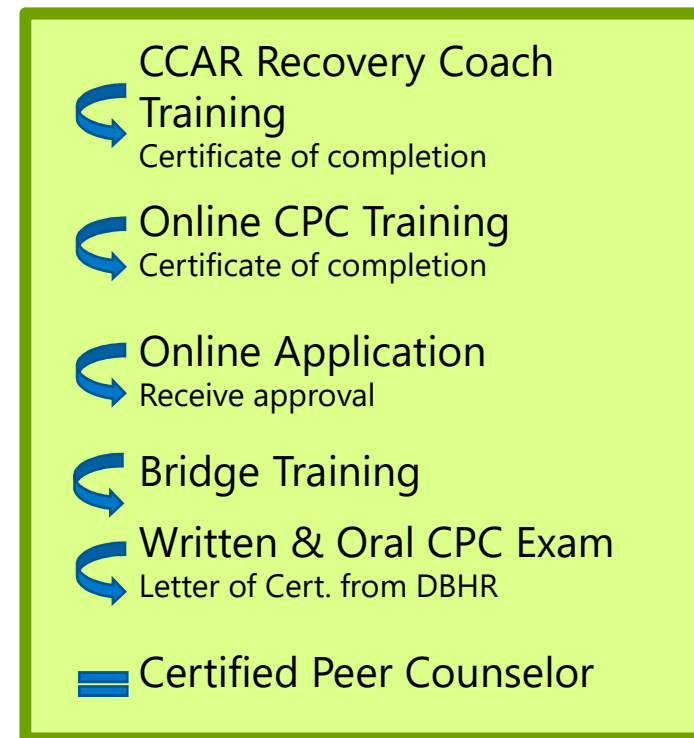 CCAR Recovery Coach
Training
Certificate of completion
Online CPC Training
Certificate of completion
Online Application
Receive approval
Bridge Training
Written & Oral CPC Exam
Letter of Cert. from DBHR
Certified Peer Counselor